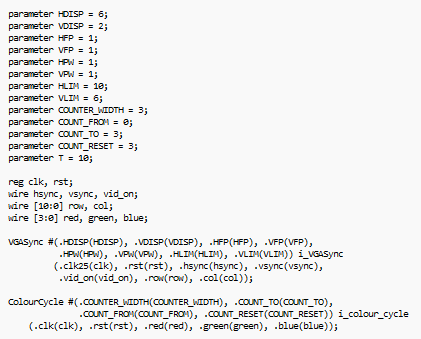 parameter HDISP = 6;
parameter VDISP = 2;
parameter HFP = 1;
parameter VFP = 1;
parameter HPW = 1;
parameter VPW = 1;
parameter HLIM = 10;
parameter VLIM = 6;
parameter COUNTER_WIDTH = 3;
parameter COUNT_FROM = 0;
parameter COUNT_TO = 3;
parameter COUNT_RESET = 3;
parameter T = 10;
reg clk, rst;
wire hsync, vsync, vid_on;
wire [10:0] row, col;
wire [3:0] red, green, blue;
VGASync #(.HDISP(HDISP), .VDISP(VDISP), .HFP(HFP), .VFP(VFP),
.HPW(HPW), .VPW(VPW), .HLIM(HLIM), .VLIM(VLIM)) i_VGASync
(.clk25(clk), .rst(rst), .hsync(hsync), .vsync(vsync),
.vid_on(vid_on), .row(row), .col(col));
ColourCycle #(.COUNTER_WIDTH(COUNTER_WIDTH), .COUNT_TO(COUNT_TO),
.COUNT_FROM(COUNT_FROM), .COUNT_RESET(COUNT_RESET)) i_colour_cycle
(.clk(clk), .rst(rst), .red(red), .green(green), .blue(blue));